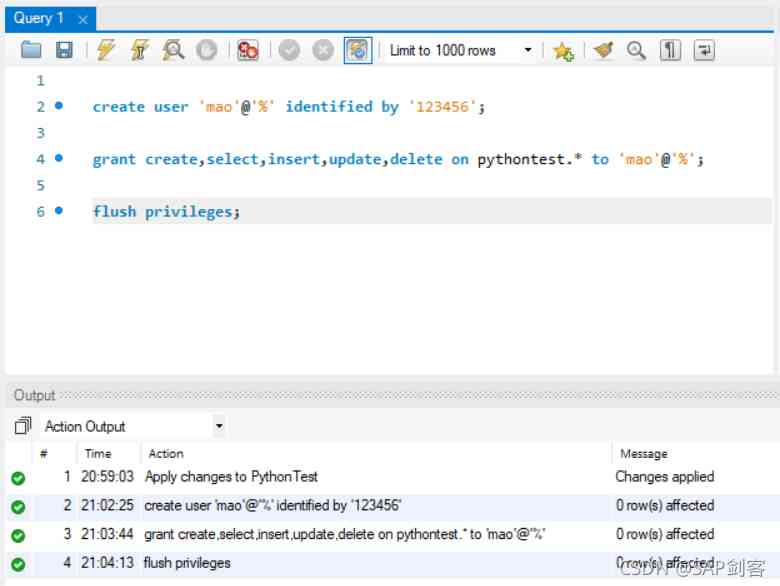 Query 1
Limit to 1000 rows
1
2 create user 'mao'@'%' identified by '123456';
3
4 grant create,select,insert,update,delete on pythontest.* to 'mao'@'%';
5
6 flush privileges;
Output
Action Output
# Time Action Message
1 20:59:03 Apply changes to PythonTest Changes applied
2 21:02:25 create user 'mao'@'%' identified by '123456' 0 row(s) affected
3 21:03:44 grant create,select,insert,update,delete on pythontest.* to 'mao'@'%' 0 row(s) affected
4 21:04:13 flush privileges 0 row(s) affected
CSDN @SAP剑客